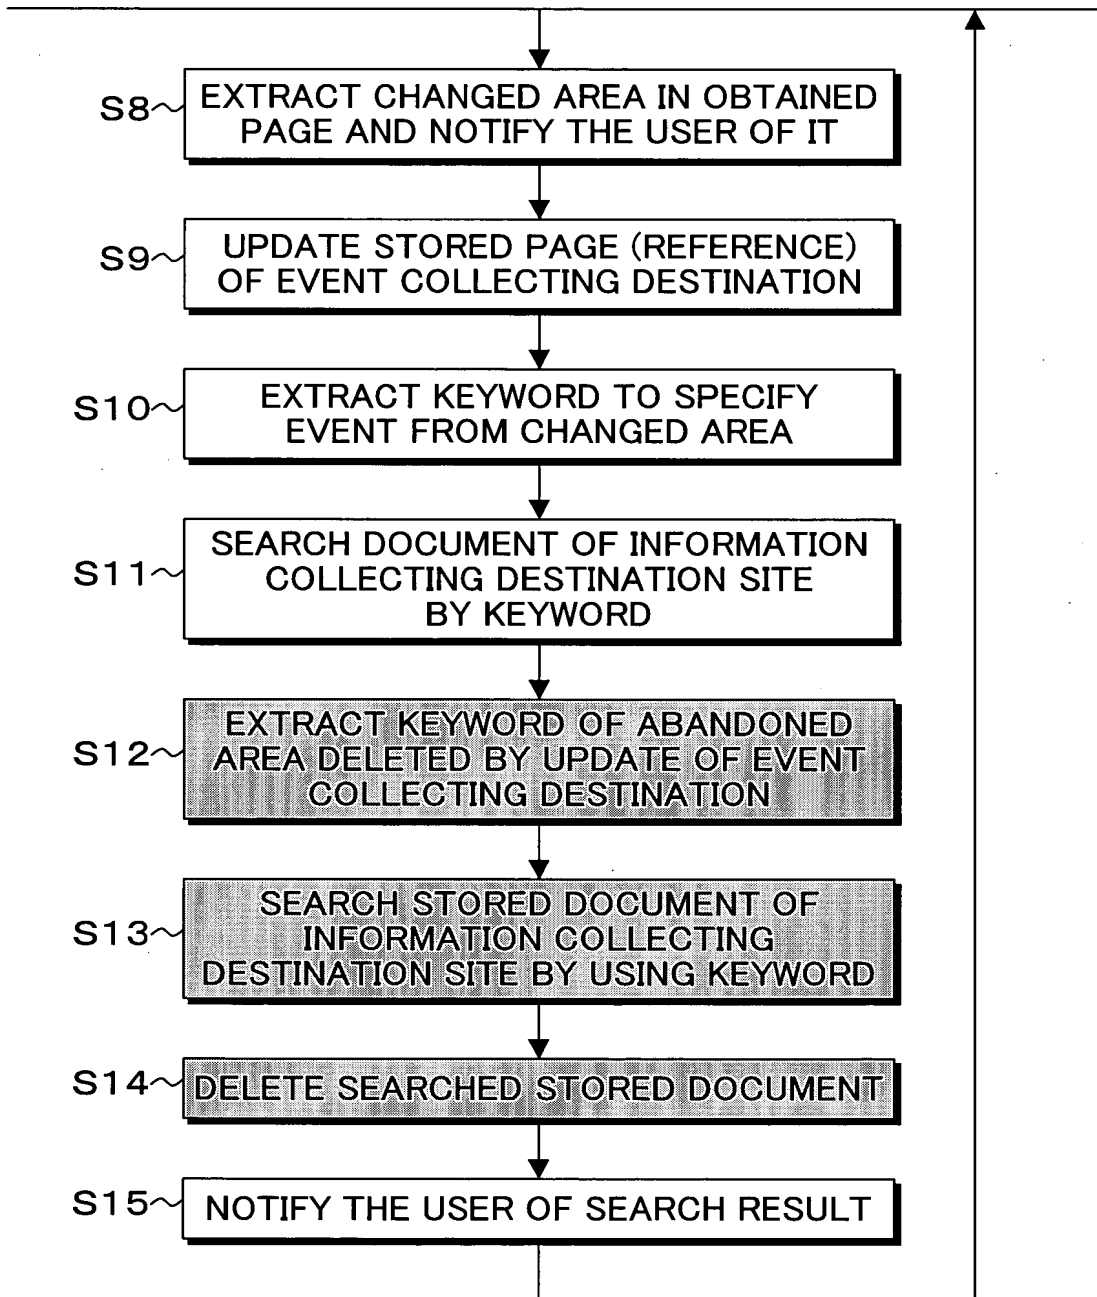 S8
EXTRACT CHANGED AREA IN OBTAINED
PAGE AND NOTIFY THE USER OF IT
S9
UPDATE STORED PAGE (REFERENCE)
OF EVENT COLLECTING DESTINATION
S10
EXTRACT KEYWORD TO SPECIFY
EVENT FROM CHANGED AREA
S11
SEARCH DOCUMENT OF INFORMATION
COLLECTING DESTINATION SITE
BY KEYWORD
S12
EXTRACT KEYWORD OF ABANDONED
AREA DELETED BY UPDATE OF EVENT
COLLECTING DESTINATION
S13
SEARCH STORED DOCUMENT OF
INFORMATION COLLECTING
DESTINATION SITE BY USING KEYWORD
S14
DELETE SEARCHED STORED DOCUMENT
S15
NOTIFY THE USER OF SEARCH RESULT